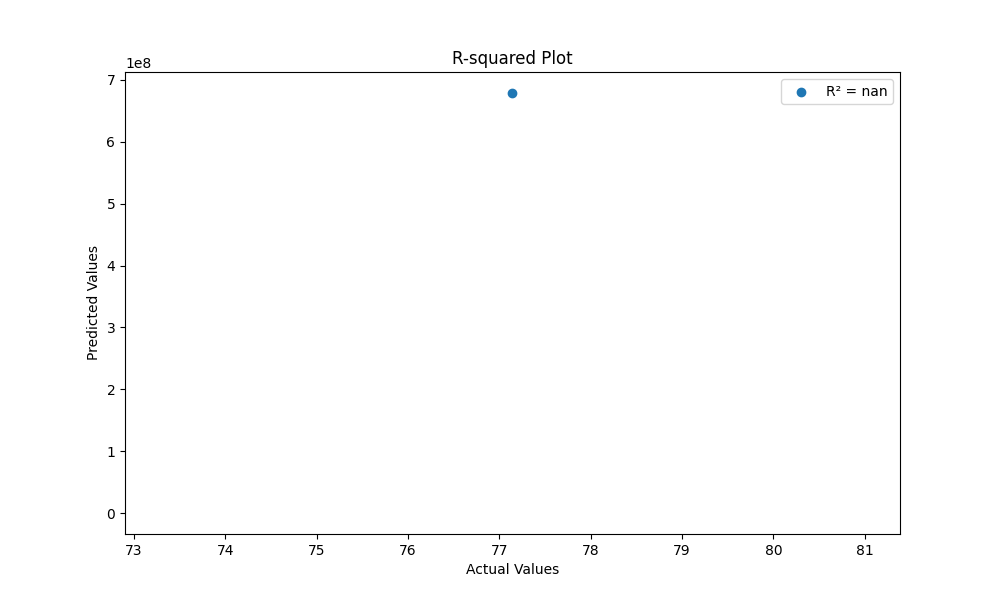 R-squared Plot
1e8
R² = nan
7
6
5
4
3
2
1
0
Predicted Values
73 74 75 76 77 78 79 80 81
Actual Values